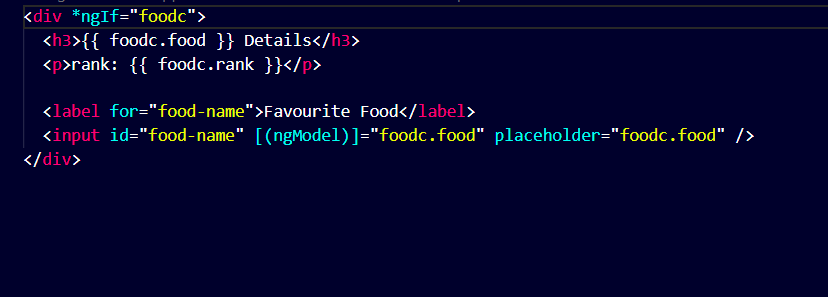 <div *ngIf="foodc">
<h3>{{ foodc.food }} Details</h3>
<p>rank: {{ foodc.rank }}</p>
<label for="food-name">Favourite Food</label>
<input id="food-name" [(ngModel)]="foodc.food" placeholder="foodc.food" />
</div>